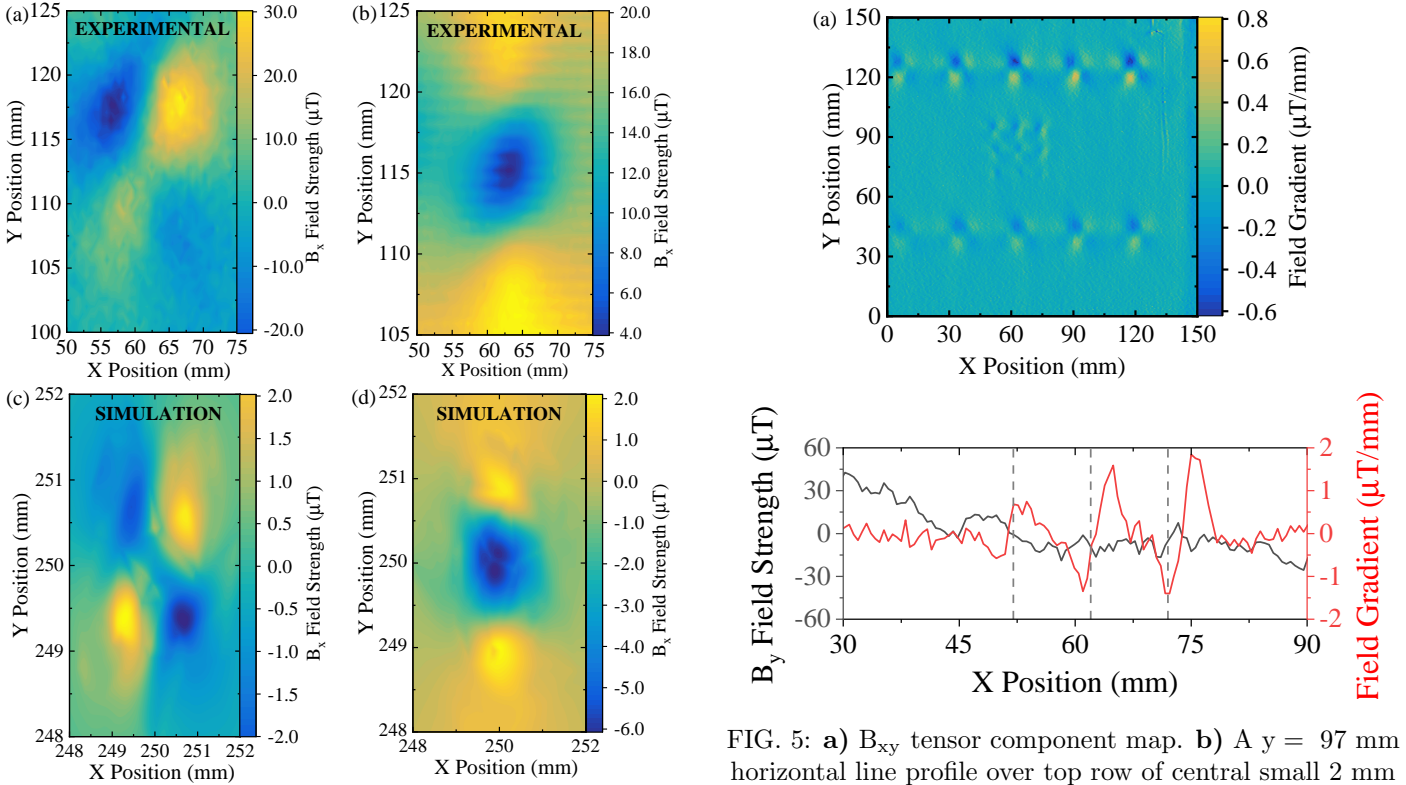 (a)
EXPERIMENTAL
125
120
115
110
105
100
50 55 60 65 70 75
Y Position (mm)
X Position (mm)
30.0
20.0
10.0
0.0
-10.0
-20.0
Bx Field Strength (µT)
(b)
EXPERIMENTAL
125
120
115
110
105
50 55 60 65 70 75
Y Position (mm)
X Position (mm)
20.0
18.0
16.0
14.0
12.0
10.0
8.0
6.0
4.0
Bx Field Strength (µT)
(c)
SIMULATION
252
251
250
249
248
248 249 250 251 252
Y Position (mm)
X Position (mm)
2.0
1.5
1.0
0.5
0.0
-0.5
-1.0
-1.5
-2.0
Bx Field Strength (µT)
(d)
SIMULATION
252
251
250
249
248
248 250 252
Y Position (mm)
X Position (mm)
2.0
1.0
0.0
-1.0
-2.0
-3.0
-4.0
-5.0
-6.0
Bx Field Strength (µT)
(a)
150
120
90
60
30
0
0 30 60 90 120 150
Y Position (mm)
X Position (mm)
0.8
0.6
0.4
0.2
0.0
-0.2
-0.4
-0.6
Field Gradient (µT/mm)
By Field Strength (µT)
60
30
0
-30
-60
30 45 60 75 90
X Position (mm)
2
1
0
-1
-2
Field Gradient (µT/mm)
FIG. 5: a) Bxy tensor component map. b) A y = 97 mm
horizontal line profile over top row of central small 2 mm